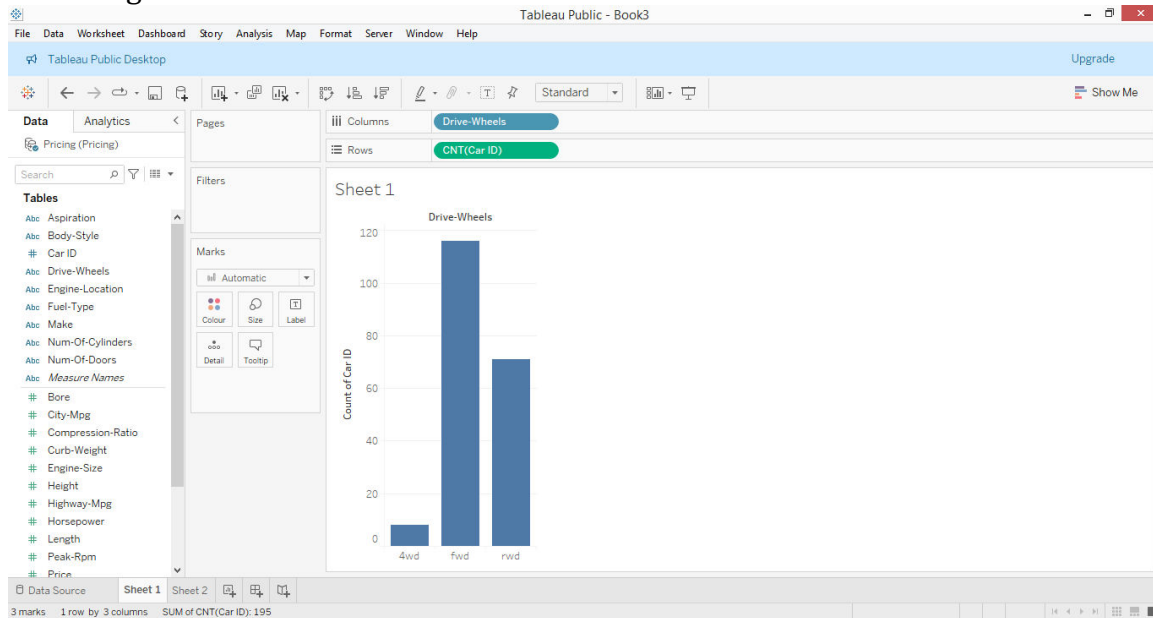 Tableau Public - Book3
File Data Worksheet Dashboard Story Analysis Map Format Server Window Help
Tableau Public Desktop Upgrade
Standard Show Me
Data Analytics Pages Columns Drive-Wheels
Pricing (Pricing) Rows CNT(Car ID)
Search Filters
Sheet 1
Tables
Abc Aspiration
Abc Body-Style
# Car ID
Abc Drive-Wheels
Abc Engine-Location
Abc Fuel-Type
Abc Make
Abc Num-Of-Cylinders
Abc Num-Of-Doors
Abc Measure Names
# Bore
# City-Mpg
# Compression-Ratio
# Curb-Weight
# Engine-Size
# Height
# Highway-Mpg
# Horsepower
# Length
# Peak-Rpm
# Price
Marks
Automatic
Colour Size T Label
Detail Tooltip
Drive-Wheels
Count of Car ID
120
100
80
60
40
20
0
4wd fwd rwd
Data Source Sheet 1 Sheet 2
3 marks 1 row by 3 columns SUM of CNT(Car ID): 195